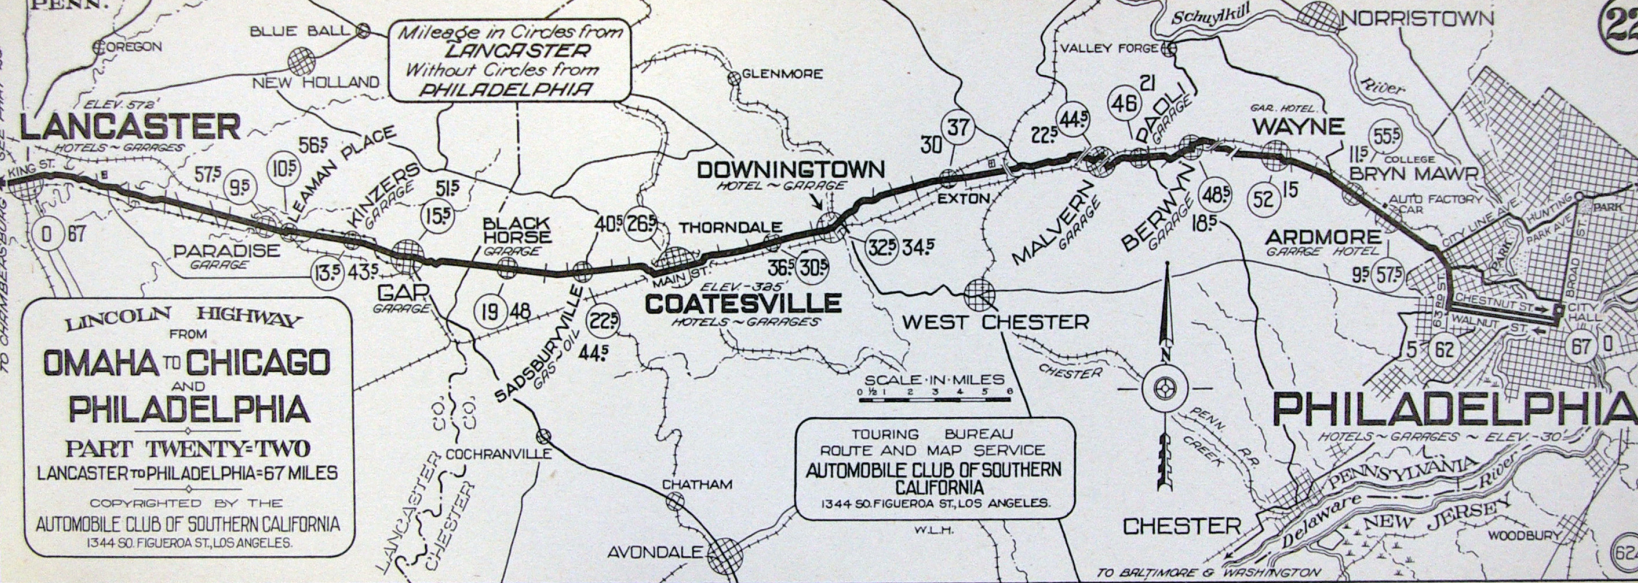 PENN.
OREGON
BLUE BALL
NEW HOLLAND
Mileage in Circles from
LANCASTER
Without Circles from
PHILADELPHIA
GLENMORE
VALLEY FORGE
Schuylkill
River
NORRISTOWN
22
ELEV. 578'
LANCASTER
HOTELS ~ GARAGES
KING ST.
0 67
57.5
9.5
PARADISE
GARAGE
10.5
56.5
LEAMAN PLACE
KINZERS
GARAGE
13.5 43.5
51.5
15.5
GAP
GARAGE
BLACK
HORSE
GARAGE
19 48
SADSBURYVILLE
GAS-OIL
22.5
44.5
40.5 26.5
MAIN ST.
ELEV.-385'
COATESVILLE
HOTELS ~ GARAGES
THORNDALE
36.5 30.5
DOWNINGTOWN
HOTEL ~ GARAGE
32.5 34.5
30
37
EXTON
WEST CHESTER
22.5
44.5
MALVERN
GARAGE
21
46
PAOLI
GARAGE
BERWYN
GARAGE
48.5
18.5
GAR. HOTEL
WAYNE
52
15
55.5
11.5
COLLEGE
BRYN MAWR
AUTO CAR
FACTORY
ARDMORE
GARAGE HOTEL
9.5 57.5
CITY LINE AVE.
HUNTING
PARK AVE
PARK
PARK
BROAD ST.
63RD ST.
CHESTNUT ST.
WALNUT ST.
CITY
HALL
5 62
67 0
PHILADELPHIA
HOTELS ~ GARAGES ~ ELEV.-30'
TO CHAMBERSBURG
LINCOLN HIGHWAY
FROM
OMAHA TO CHICAGO
AND
PHILADELPHIA
PART TWENTY=TWO
LANCASTER TO PHILADELPHIA=67 MILES
COPYRIGHTED BY THE
AUTOMOBILE CLUB OF SOUTHERN CALIFORNIA
1344 SO. FIGUEROA ST., LOS ANGELES.
LANCASTER CO.
CHESTER CO.
COCHRANVILLE
CHATHAM
AVONDALE
SCALE·IN·MILES
0 ½ 1 2 3 4 5 6
TOURING BUREAU
ROUTE AND MAP SERVICE
AUTOMOBILE CLUB OF SOUTHERN
CALIFORNIA
1344 SO. FIGUEROA ST., LOS ANGELES.
W.L.H.
N
CHESTER
CREEK
PENN. R.R.
CHESTER
PENNSYLVANIA
Delaware River
NEW JERSEY
WOODBURY
TO BALTIMORE & WASHINGTON